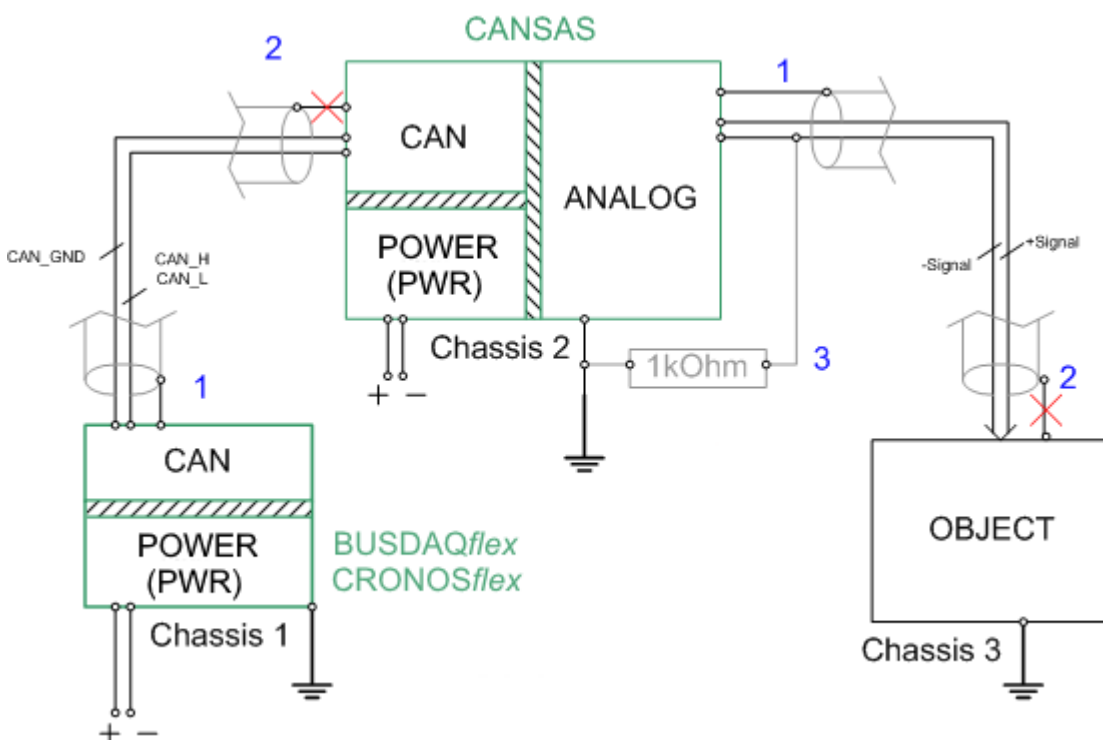 CANSAS
2
1
CAN
ANALOG
POWER
(PWR)
CAN_GND
CAN_H
CAN_L
-Signal
+Signal
Chassis 2
1kOhm
3
+ −
1
2
CAN
POWER
(PWR)
BUSDAQflex
CRONOSflex
OBJECT
Chassis 1
Chassis 3
+ −